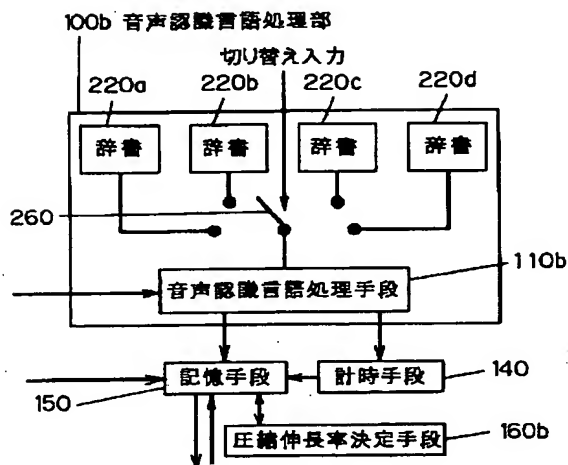 100b 音声認識言語処理部
切り替え入力
220a 220b 220c 220d
辞書 辞書 辞書 辞書
260
110b
音声認識言語処理手段
記憶手段 計時手段 140
150
圧縮伸長率決定手段 160b